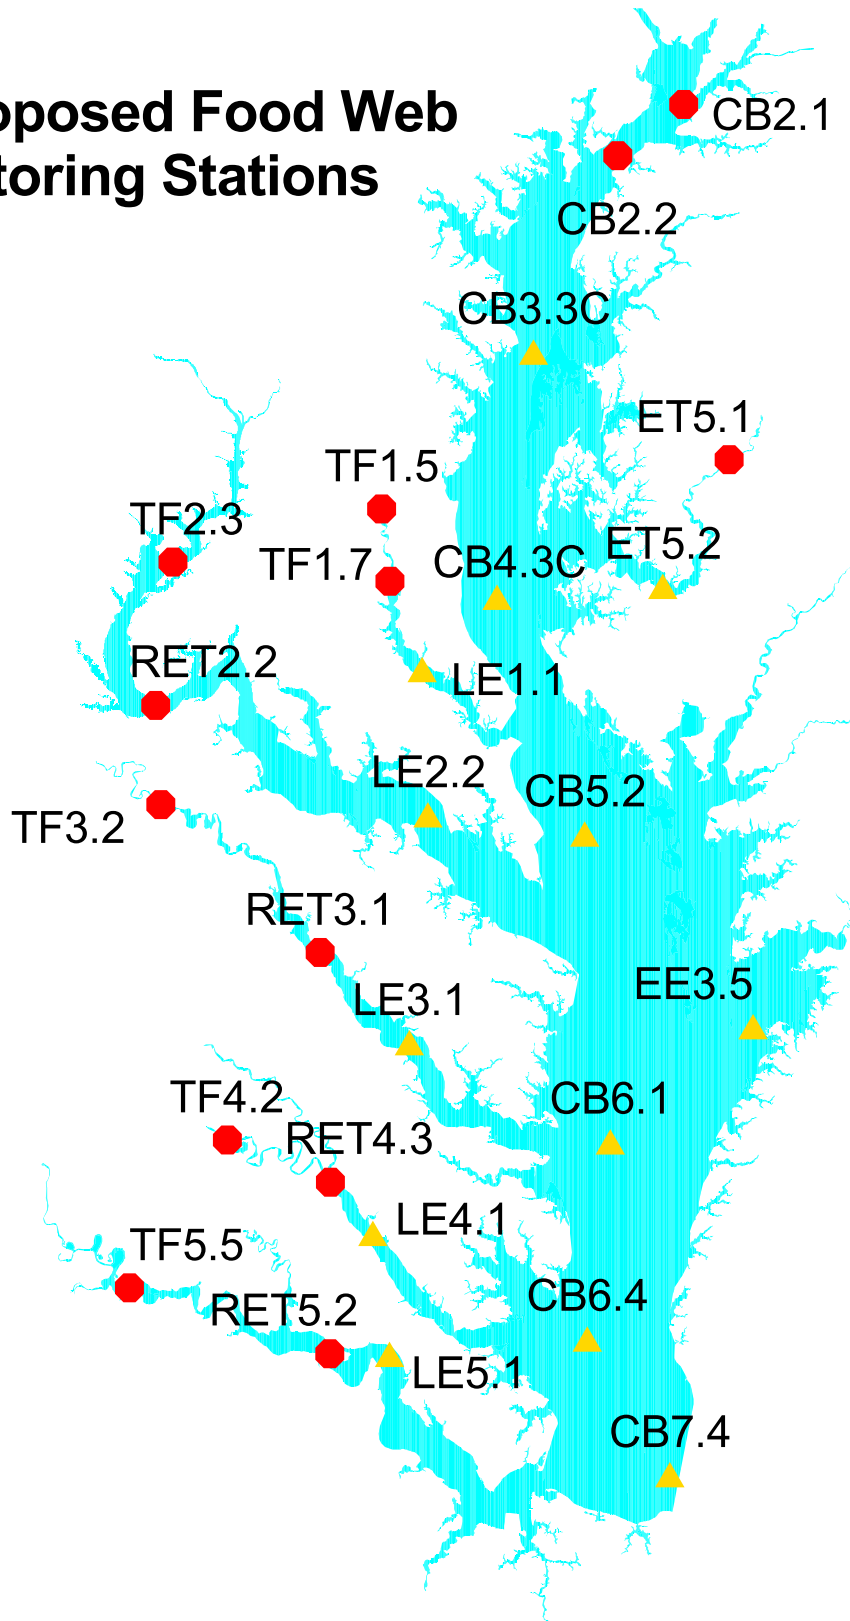 oposed Food Web
toring Stations
CB2.1
CB2.2
CB3.3C
ET5.1
TF1.5
TF2.3
ET5.2
TF1.7
CB4.3C
RET2.2
LE1.1
LE2.2
CB5.2
TF3.2
RET3.1
EE3.5
LE3.1
TF4.2
CB6.1
RET4.3
LE4.1
TF5.5
CB6.4
RET5.2
LE5.1
CB7.4